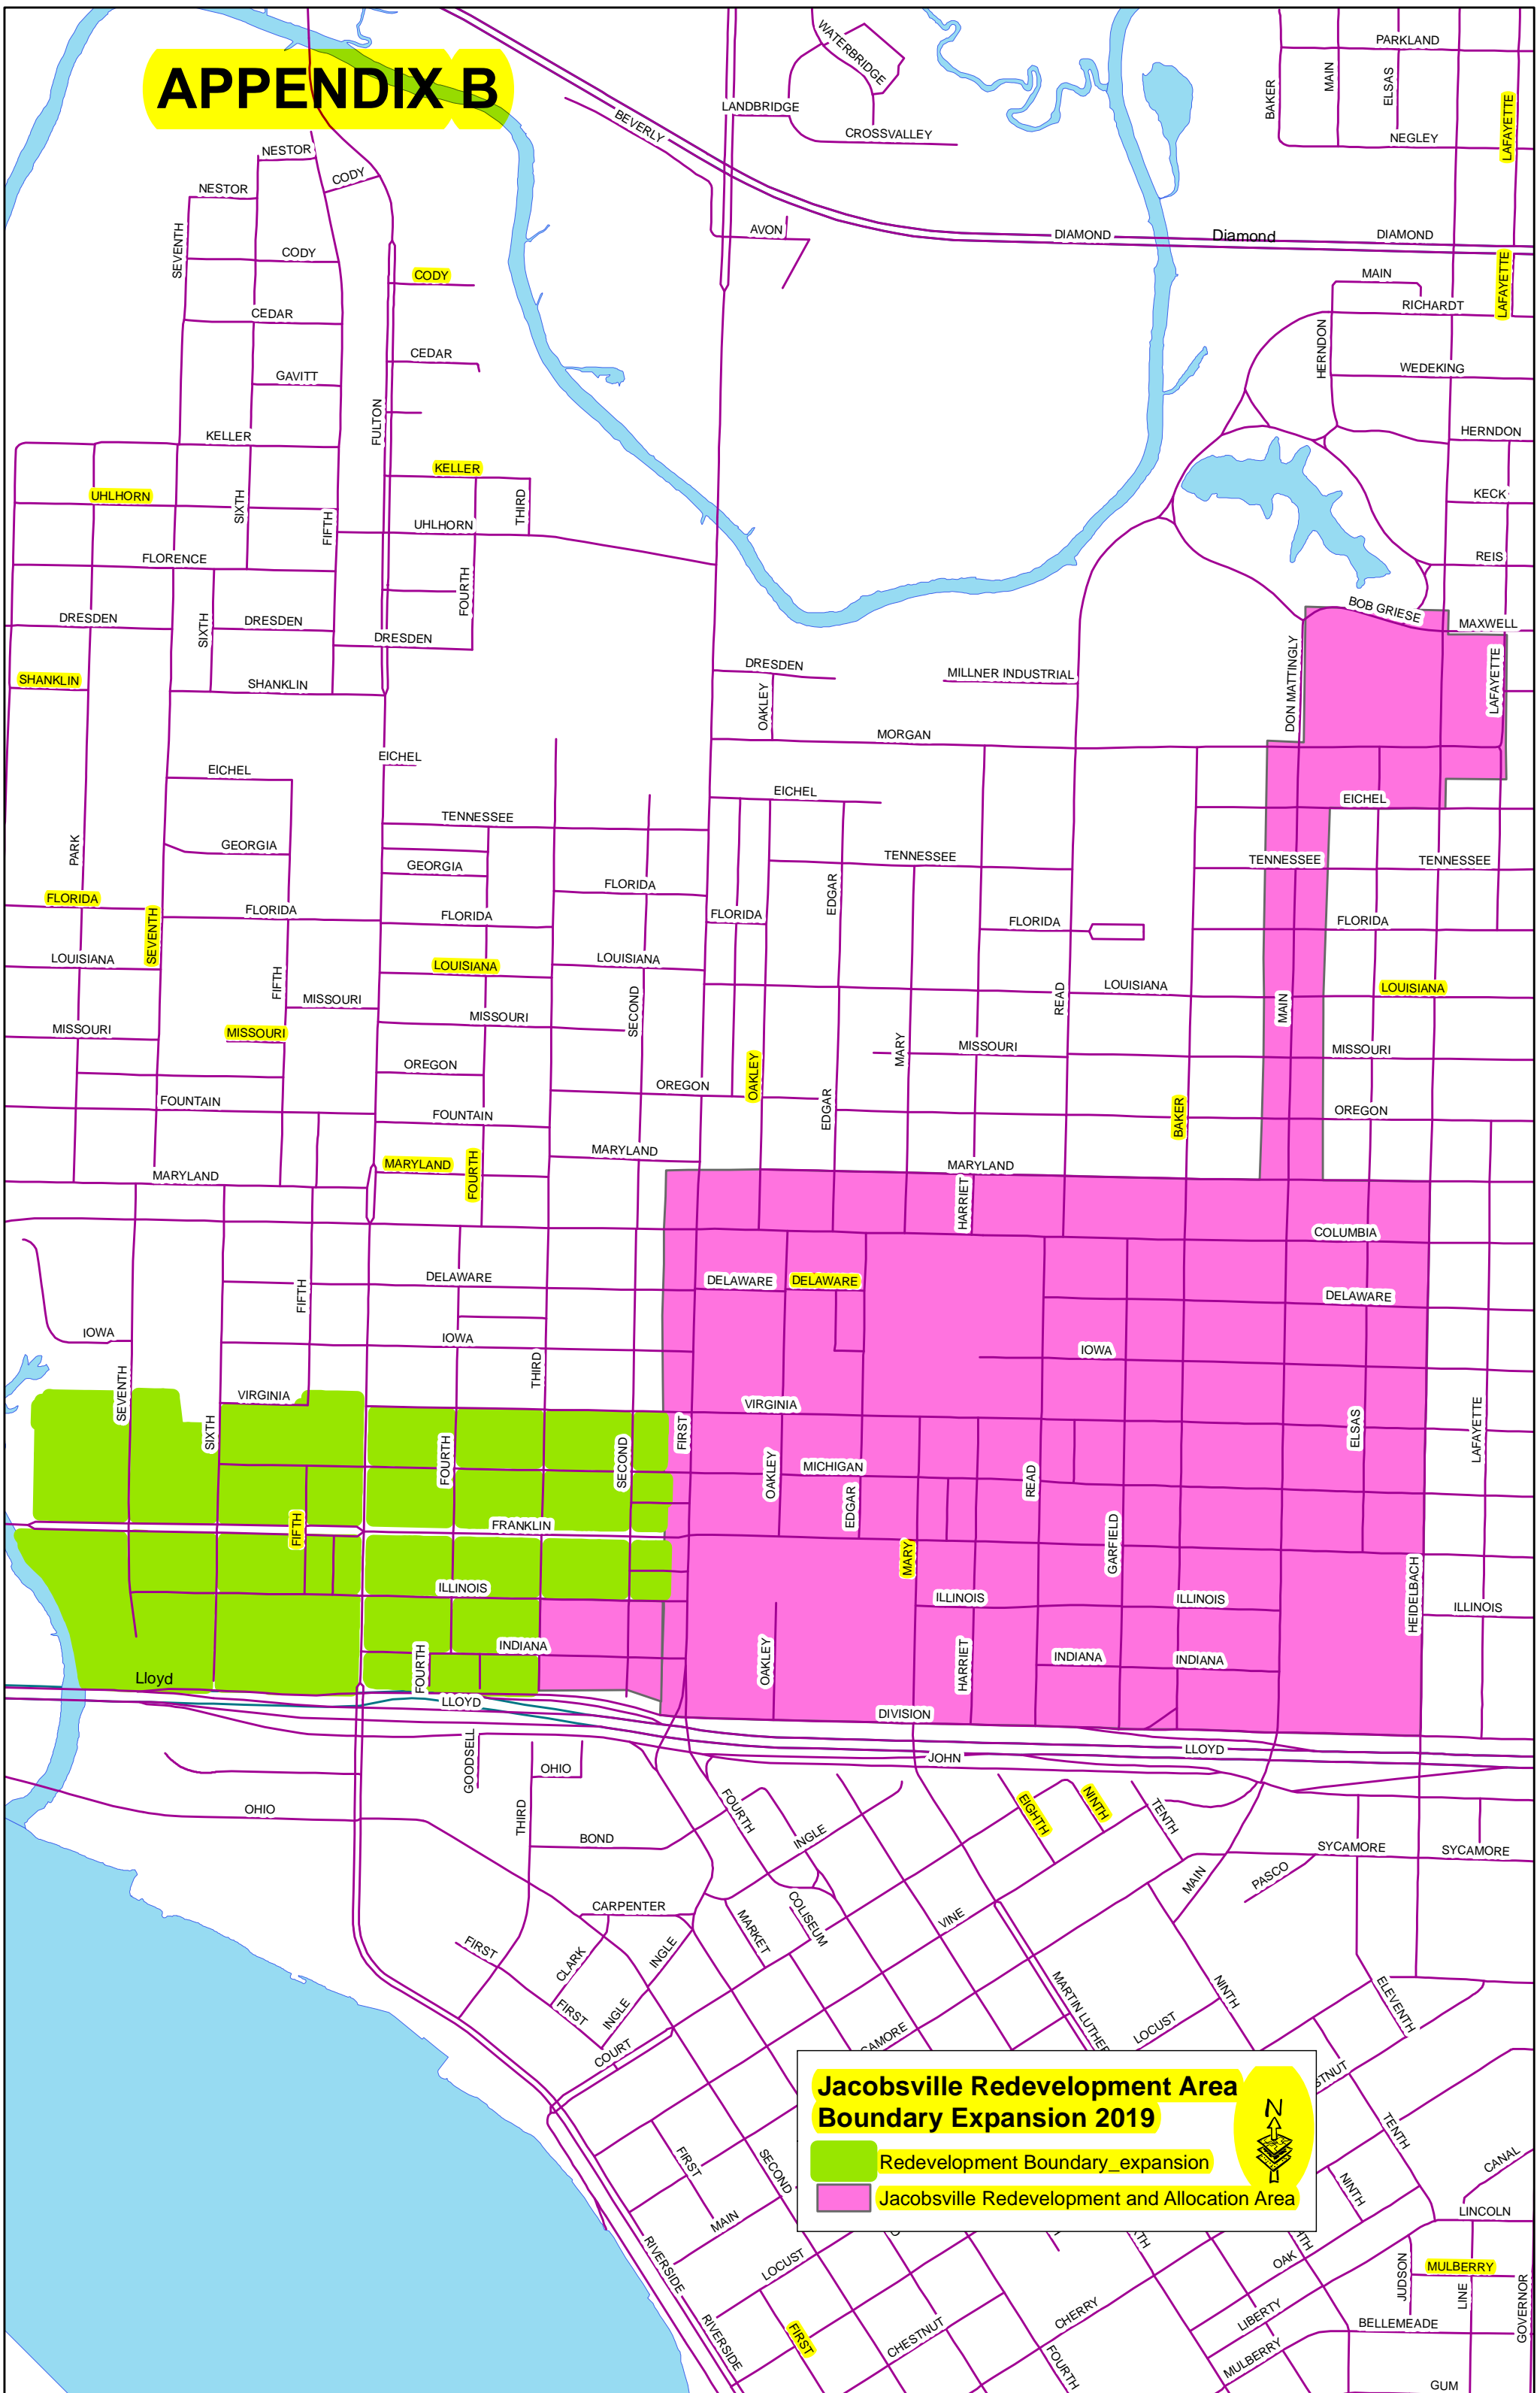 APPENDIX B
WATERBRIDGE
PARKLAND
LANDBRIDGE
BEVERLY
CROSSVALLEY
BAKER
MAIN
ELSAS
LAFAYETTE
NEGLEY
NESTOR
CODY
NESTOR
SEVENTH
AVON
DIAMOND
Diamond
DIAMOND
CODY
CODY
MAIN
LAFAYETTE
RICHARDT
CEDAR
HERNDON
CEDAR
WEDEKING
GAVITT
FULTON
KELLER
HERNDON
KELLER
UHLHORN
SIXTH
THIRD
KECK
FIFTH
UHLHORN
FLORENCE
REIS
FOURTH
DRESDEN
SIXTH
DRESDEN
DRESDEN
BOB GRIESE
MAXWELL
DRESDEN
MILLNER INDUSTRIAL
DON MATTINGLY
LAFAYETTE
SHANKLIN
SHANKLIN
OAKLEY
MORGAN
EICHEL
EICHEL
EICHEL
EICHEL
TENNESSEE
PARK
GEORGIA
GEORGIA
TENNESSEE
TENNESSEE
TENNESSEE
FLORIDA
FLORIDA
EDGAR
FLORIDA
FLORIDA
FLORIDA
FLORIDA
FLORIDA
SEVENTH
LOUISIANA
LOUISIANA
LOUISIANA
FIFTH
LOUISIANA
LOUISIANA
READ
MAIN
MISSOURI
SECOND
MISSOURI
MISSOURI
MISSOURI
MARY
MISSOURI
MISSOURI
OREGON
OAKLEY
OREGON
EDGAR
FOUNTAIN
FOUNTAIN
BAKER
OREGON
MARYLAND
MARYLAND
FOURTH
MARYLAND
MARYLAND
HARRIET
COLUMBIA
DELAWARE
DELAWARE
DELAWARE
DELAWARE
FIFTH
IOWA
IOWA
THIRD
IOWA
SEVENTH
VIRGINIA
SIXTH
VIRGINIA
FIRST
ELSAS
LAFAYETTE
FOURTH
SECOND
OAKLEY
MICHIGAN
EDGAR
READ
FIFTH
FRANKLIN
MARY
GARFIELD
HEIDELBACH
ILLINOIS
ILLINOIS
ILLINOIS
ILLINOIS
INDIANA
OAKLEY
HARRIET
INDIANA
INDIANA
FOURTH
Lloyd
LLOYD
DIVISION
LLOYD
JOHN
GOODSELL
OHIO
OHIO
THIRD
BOND
FOURTH
INGLE
EIGHTH
NINTH
TENTH
SYCAMORE
SYCAMORE
PASCO
MAIN
CARPENTER
MARKET
COLISEUM
VINE
FIRST
CLARK
INGLE
FIRST
INGLE
MARTIN LUTHER
NINTH
ELEVENTH
COURT
CAMORE
LOCUST
STNUT
Jacobsville Redevelopment Area
Boundary Expansion 2019
N
Redevelopment Boundary_expansion
Jacobsville Redevelopment and Allocation Area
FIRST
SECOND
TENTH
CANAL
NINTH
MAIN
LINCOLN
RIVERSIDE
LOCUST
TH
HTH
OAK
JUDSON
MULBERRY
LINE
GOVERNOR
RIVERSIDE
FIRST
CHESTNUT
CHERRY
LIBERTY
BELLEMEADE
FOURTH
MULBERRY
GUM